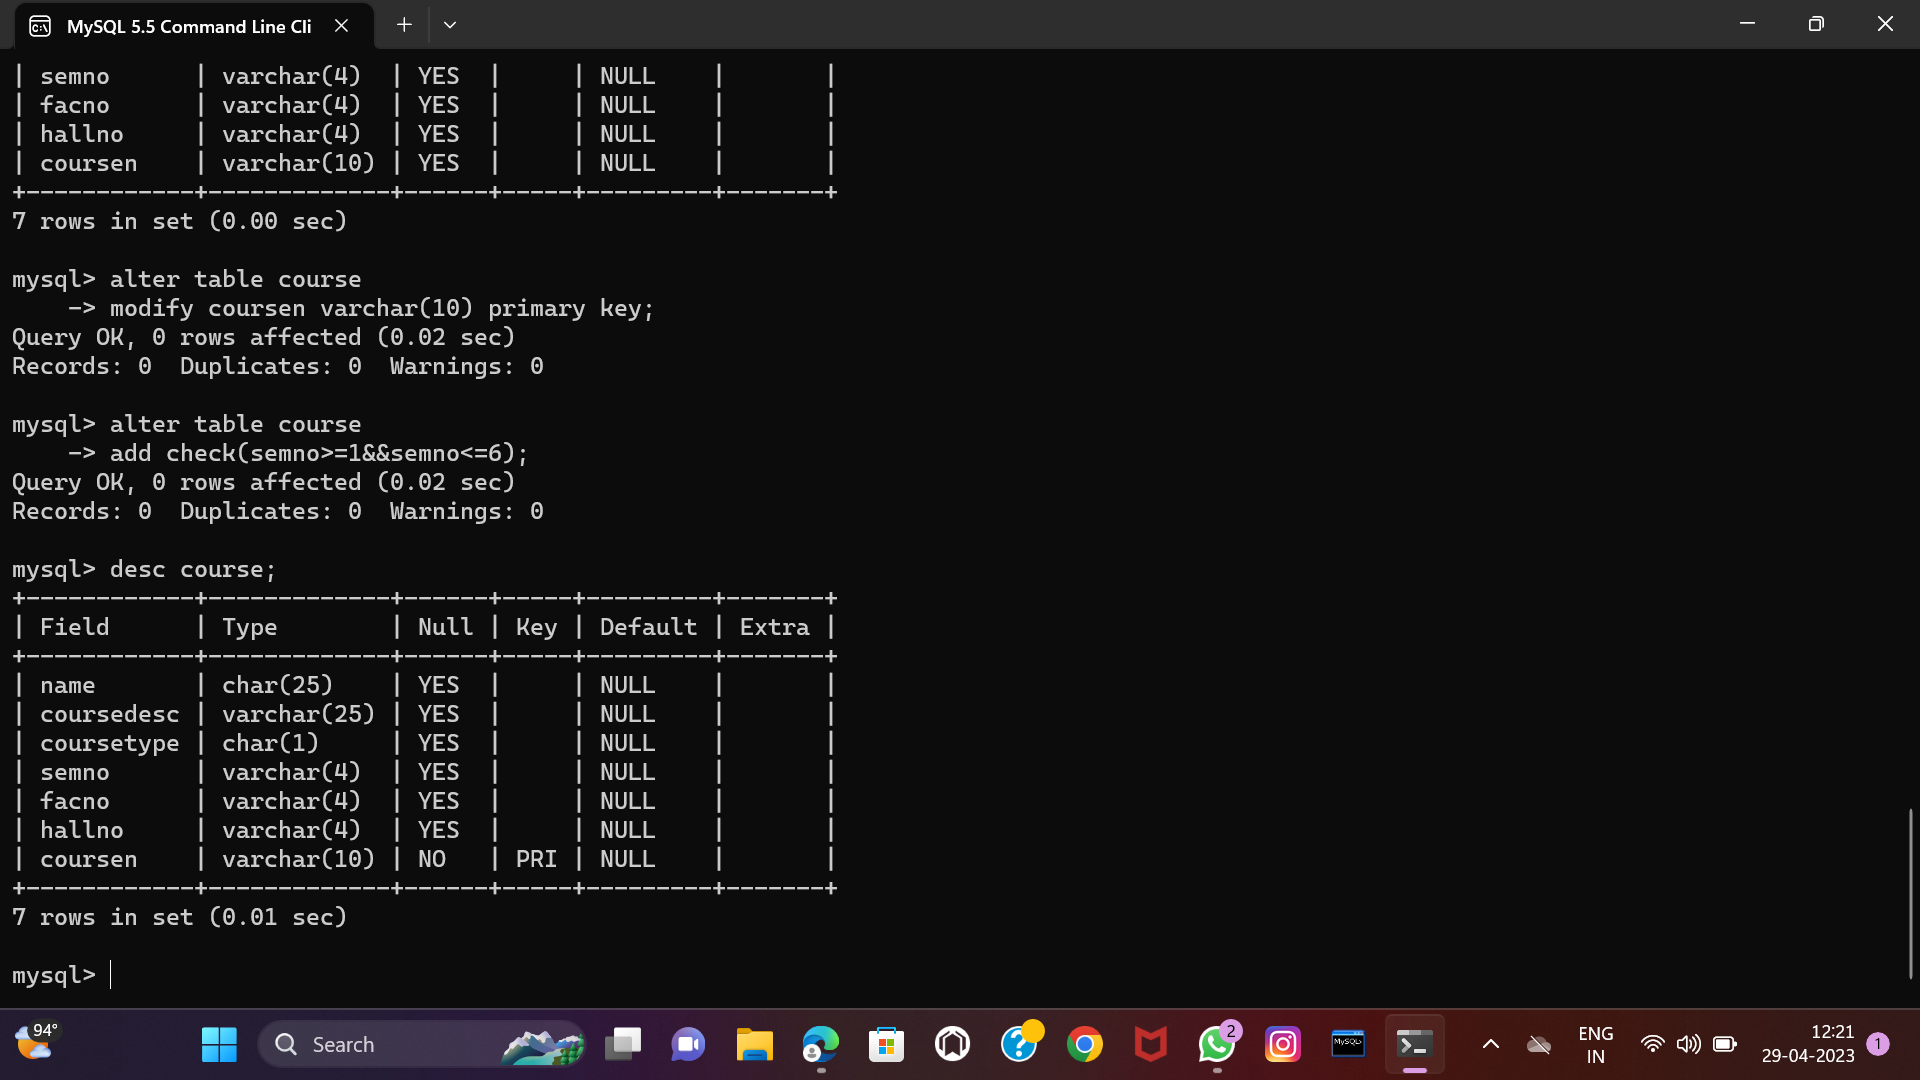 MySQL 5.5 Command Line Cli
| semno      | varchar(4)  | YES  |     | NULL    |       |
| facno      | varchar(4)  | YES  |     | NULL    |       |
| hallno     | varchar(4)  | YES  |     | NULL    |       |
| coursen    | varchar(10) | YES  |     | NULL    |       |
+------------+-------------+------+-----+---------+-------+
7 rows in set (0.00 sec)
mysql> alter table course
    -> modify coursen varchar(10) primary key;
Query OK, 0 rows affected (0.02 sec)
Records: 0  Duplicates: 0  Warnings: 0
mysql> alter table course
    -> add check(semno>=1&&semno<=6);
Query OK, 0 rows affected (0.02 sec)
Records: 0  Duplicates: 0  Warnings: 0
mysql> desc course;
+------------+-------------+------+-----+---------+-------+
| Field      | Type        | Null | Key | Default | Extra |
+------------+-------------+------+-----+---------+-------+
| name       | char(25)    | YES  |     | NULL    |       |
| coursedesc | varchar(25) | YES  |     | NULL    |       |
| coursetype | char(1)     | YES  |     | NULL    |       |
| semno      | varchar(4)  | YES  |     | NULL    |       |
| facno      | varchar(4)  | YES  |     | NULL    |       |
| hallno     | varchar(4)  | YES  |     | NULL    |       |
| coursen    | varchar(10) | NO   | PRI | NULL    |       |
+------------+-------------+------+-----+---------+-------+
7 rows in set (0.01 sec)
mysql>
94°
Search
2
MySQL>
ENG
IN
12:21
29-04-2023
1